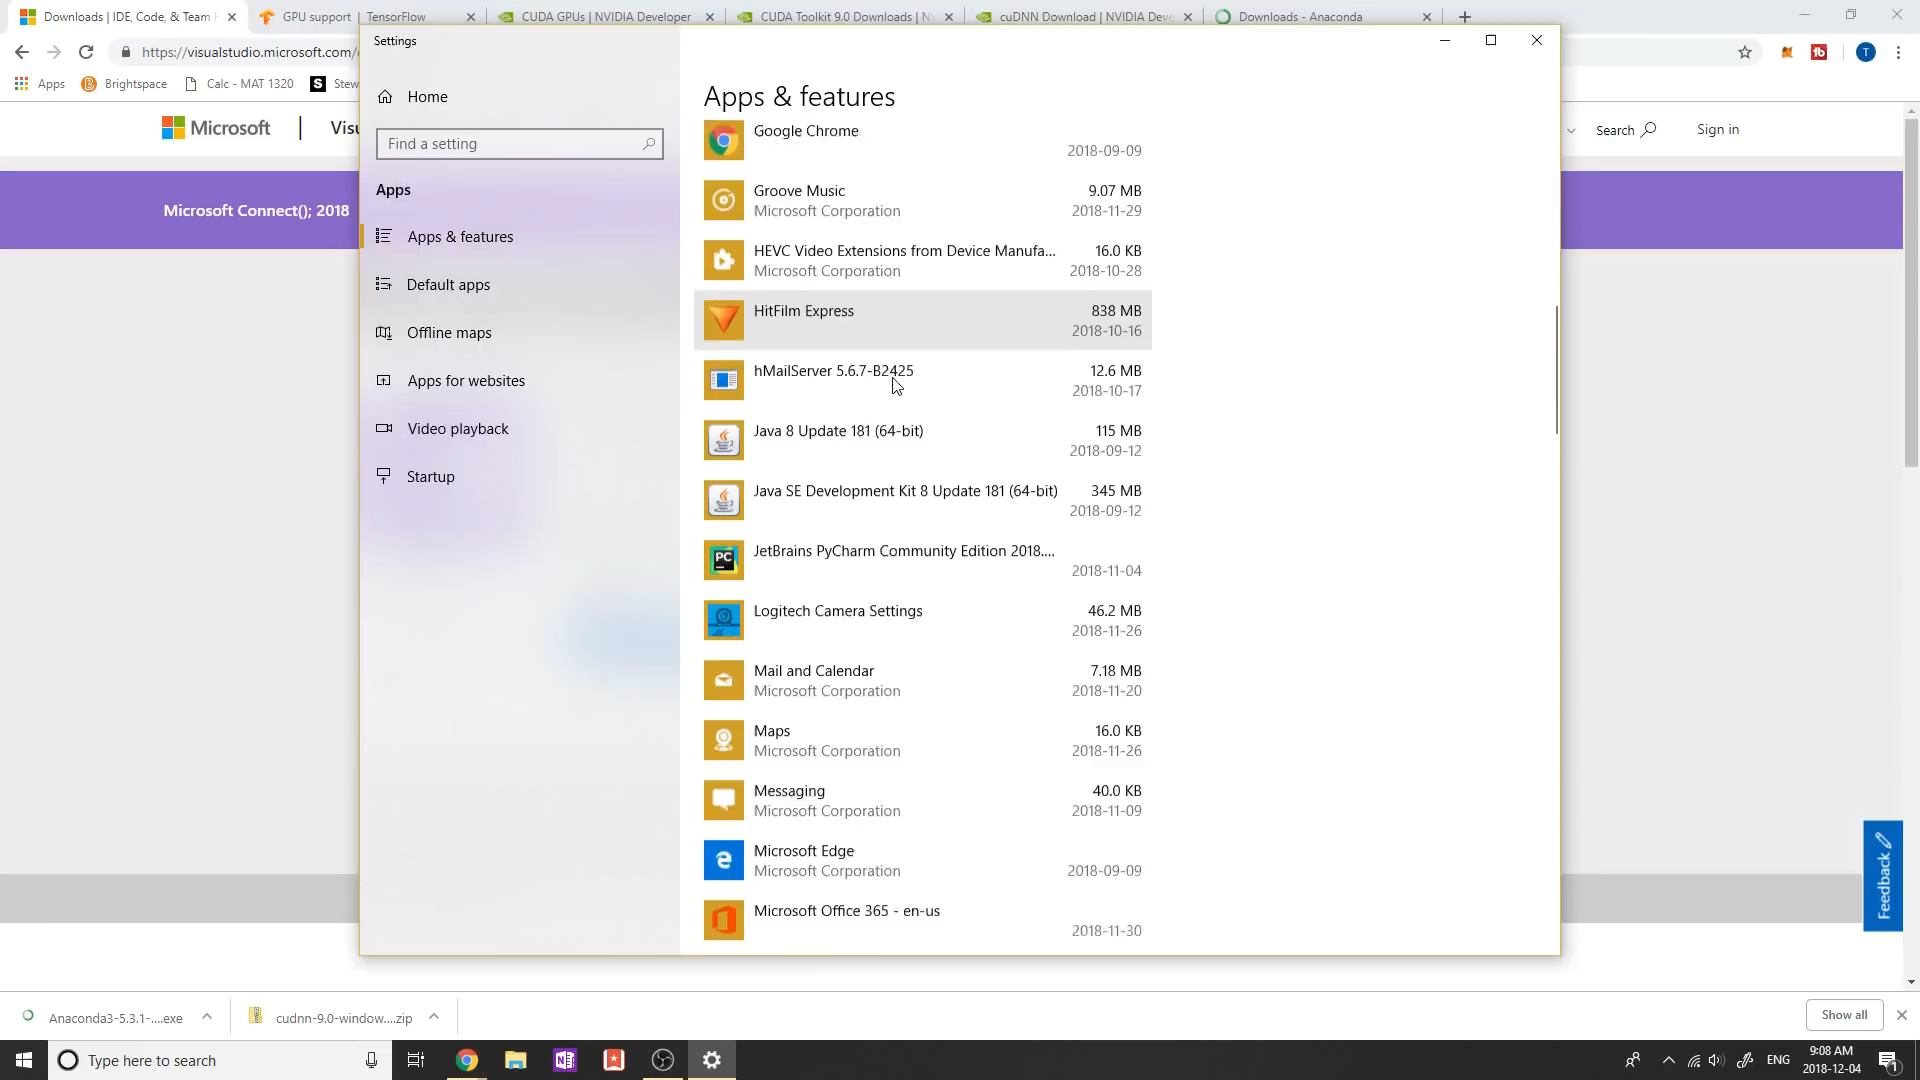 Downloads | IDE, Code, & Team E
GPU support | TensorFlow
CUDA GPUs | NVIDIA Developer
CUDA Toolkit 9.0 Downloads | N
cuDNN Download | NVIDIA Deve
Downloads - Anaconda
https://visualstudio.microsoft.com/
Apps
Brightspace
Calc - MAT 1320
Stew
Microsoft
Visu
Search
Sign in
Microsoft Connect(); 2018
Settings
Home
Find a setting
Apps
Apps & features
Default apps
Offline maps
Apps for websites
Video playback
Startup
Apps & features
Google Chrome
2018-09-09
Groove Music 9.07 MB
Microsoft Corporation 2018-11-29
HEVC Video Extensions from Device Manufa... 16.0 KB
Microsoft Corporation 2018-10-28
HitFilm Express 838 MB
2018-10-16
hMailServer 5.6.7-B2425 12.6 MB
2018-10-17
Java 8 Update 181 (64-bit) 115 MB
2018-09-12
Java SE Development Kit 8 Update 181 (64-bit) 345 MB
2018-09-12
JetBrains PyCharm Community Edition 2018....
2018-11-04
Logitech Camera Settings 46.2 MB
2018-11-26
Mail and Calendar 7.18 MB
Microsoft Corporation 2018-11-20
Maps 16.0 KB
Microsoft Corporation 2018-11-26
Messaging 40.0 KB
Microsoft Corporation 2018-11-09
Microsoft Edge
Microsoft Corporation 2018-09-09
Microsoft Office 365 - en-us
2018-11-30
Feedback
Anaconda3-5.3.1-....exe
cudnn-9.0-window....zip
Show all
Type here to search
ENG
9:08 AM
2018-12-04